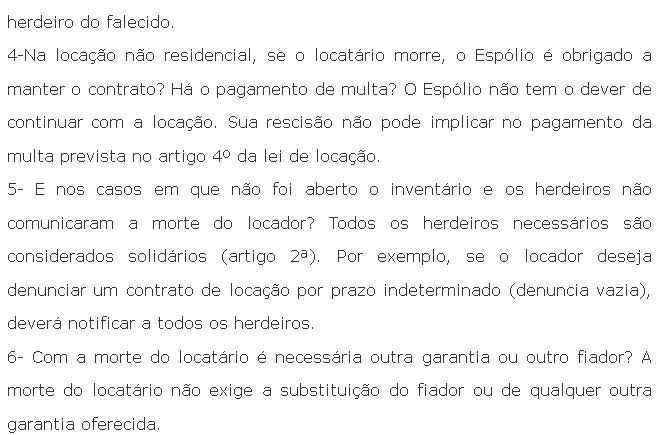 herdeiro do falecido.
4-Na locação não residencial, se o locatário morre, o Espólio é obrigado a
manter o contrato? Há o pagamento de multa? O Espólio não tem o dever de
continuar com a locação. Sua rescisão não pode implicar no pagamento da
multa prevista no artigo 4º da lei de locação.
5- E nos casos em que não foi aberto o inventário e os herdeiros não
comunicaram a morte do locador? Todos os herdeiros necessários são
considerados solidários (artigo 2ª). Por exemplo, se o locador deseja
denunciar um contrato de locação por prazo indeterminado (denuncia vazia),
deverá notificar a todos os herdeiros.
6- Com a morte do locatário é necessária outra garantia ou outro fiador? A
morte do locatário não exige a substituição do fiador ou de qualquer outra
garantia oferecida.